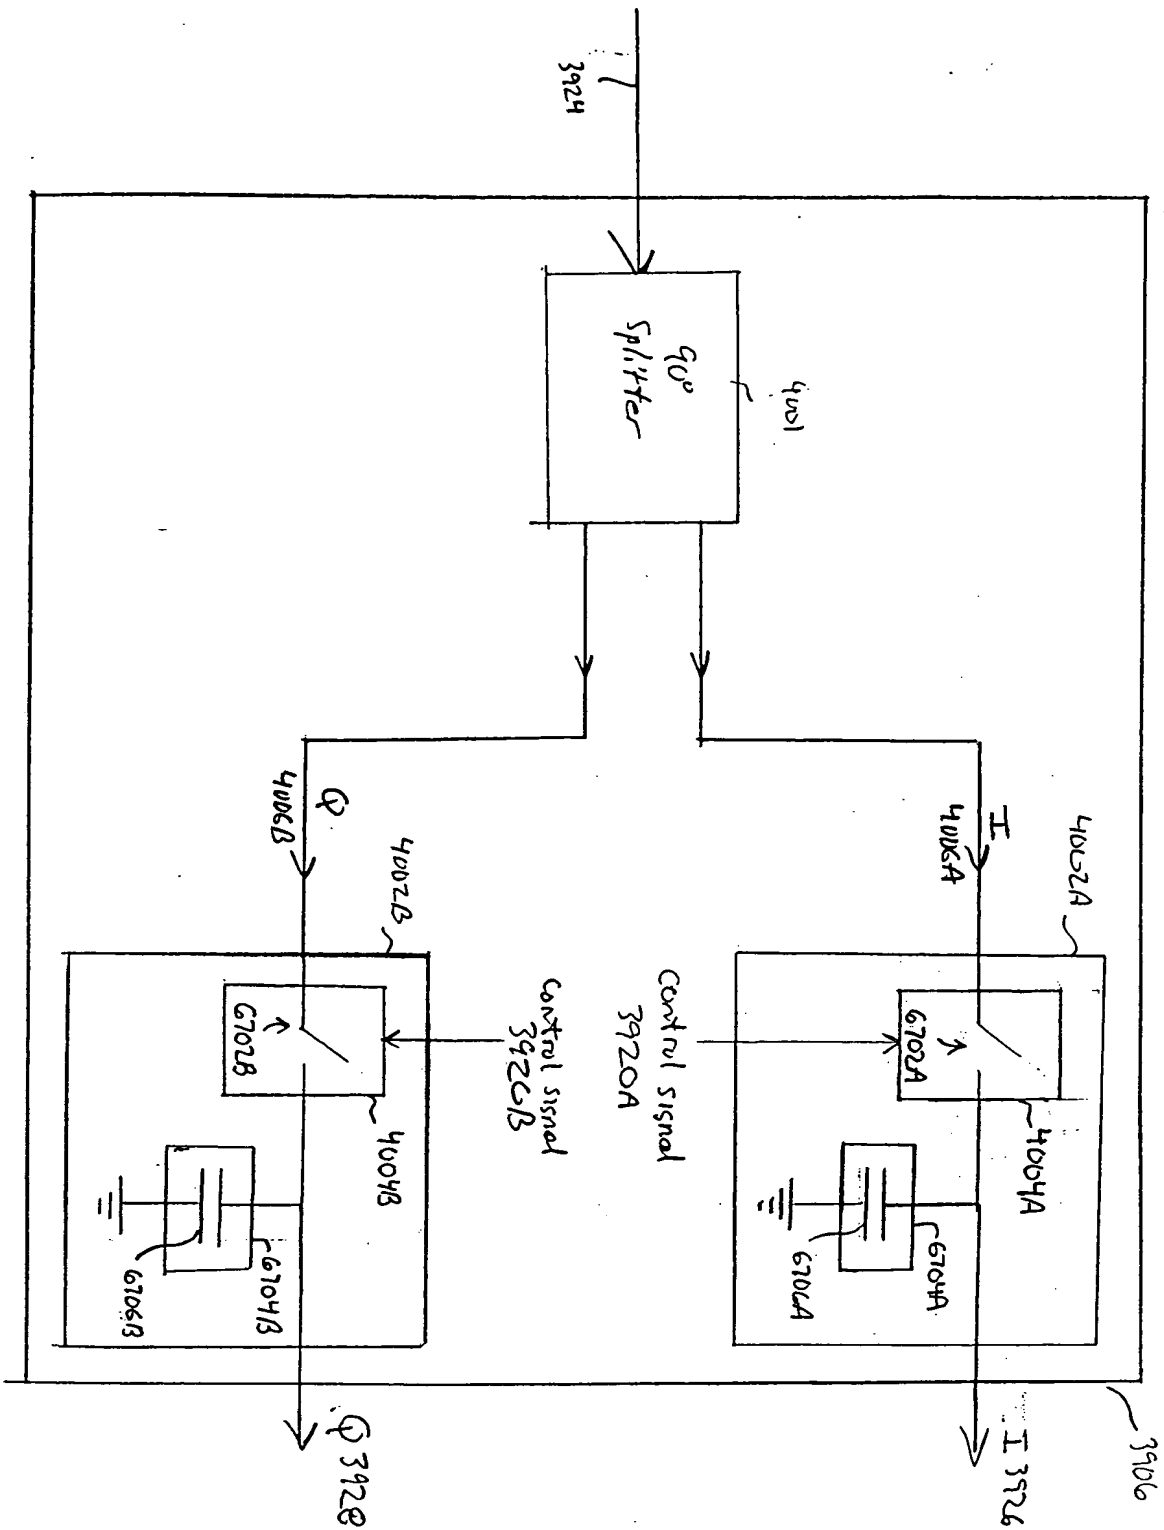 3906
I 3926
4002A
I
4006A
4004A
6702A
6704A
6706A
3924
4001
90°
Splitter
control signal
3920A
control signal
3920B
Q
4006B
4002B
4004B
6702B
6704B
6706B
Q 3928